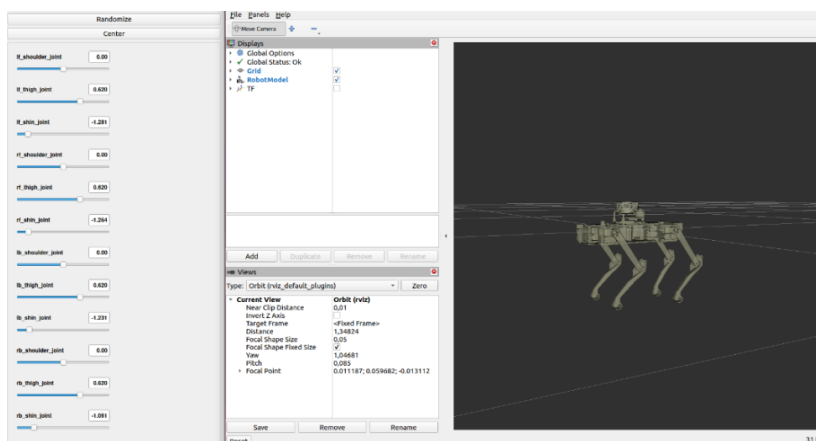 Randomize
Center
lf_shoulder_joint 0.00
lf_thigh_joint 0.620
lf_shin_joint -1.281
rf_shoulder_joint 0.00
rf_thigh_joint 0.620
rf_shin_joint -1.254
lb_shoulder_joint 0.00
lb_thigh_joint 0.620
lb_shin_joint -1.231
rb_shoulder_joint 0.00
rb_thigh_joint 0.620
rb_shin_joint -1.081
File Panels Help
Move Camera
Displays
Global Options
Global Status: Ok
Grid
RobotModel
TF
Add Duplicate Remove Rename
Views
Type: Orbit (rviz_default_plugins) Zero
Current View Orbit (rviz)
Near Clip Distance 0,01
Invert Z Axis
Target Frame <Fixed Frame>
Distance 1,34824
Focal Shape Size 0,05
Focal Shape Fixed Size
Yaw 1,04681
Pitch 0,085
Focal Point 0.011187; 0.059682; -0.013112
Save Remove Rename
Reset